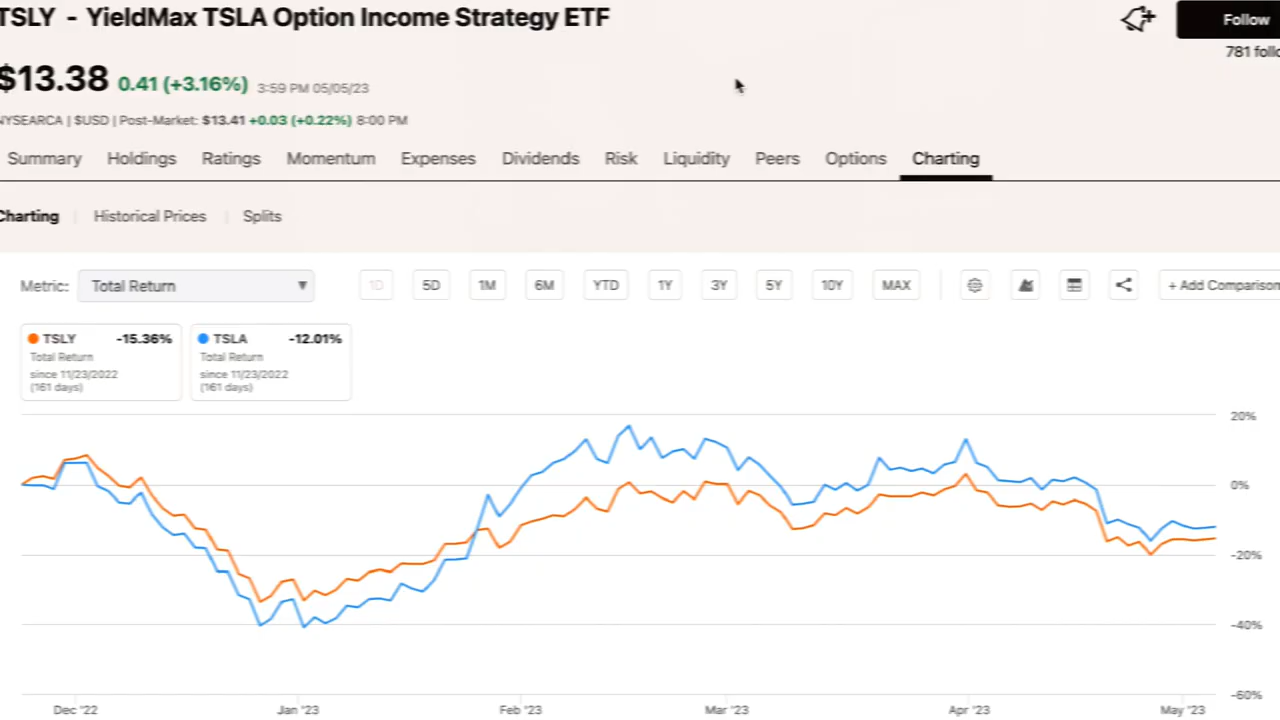 TSLY - YieldMax TSLA Option Income Strategy ETF
Follow
781
$13.38 0.41 (+3.16%) 3:59 PM 05/05/23
NYSEARCA | $USD | Post-Market: $13.41 +0.03 (+0.22%) 8:00 PM
Summary Holdings Ratings Momentum Expenses Dividends Risk Liquidity Peers Options Charting
Charting Historical Prices Splits
Metric: Total Return 1D 5D 1M 6M YTD 1Y 3Y 5Y 10Y MAX + Add Comparison
TSLY -15.36%
Total Return
since 11/23/2022
(161 days)
TSLA -12.01%
Total Return
since 11/23/2022
(161 days)
20%
0%
-20%
-40%
-60%
Dec '22 Jan '23 Feb '23 Mar '23 Apr '23 May '23